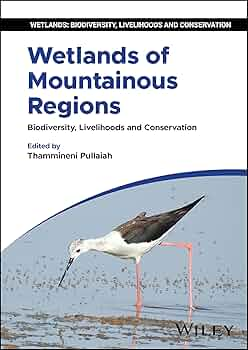 WETLANDS: BIODIVERSITY, LIVELIHOODS AND CONSERVATION
Wetlands of
Mountainous
Regions
Biodiversity, Livelihoods and Conservation
Edited by
Thammineni Pullaiah
WILEY